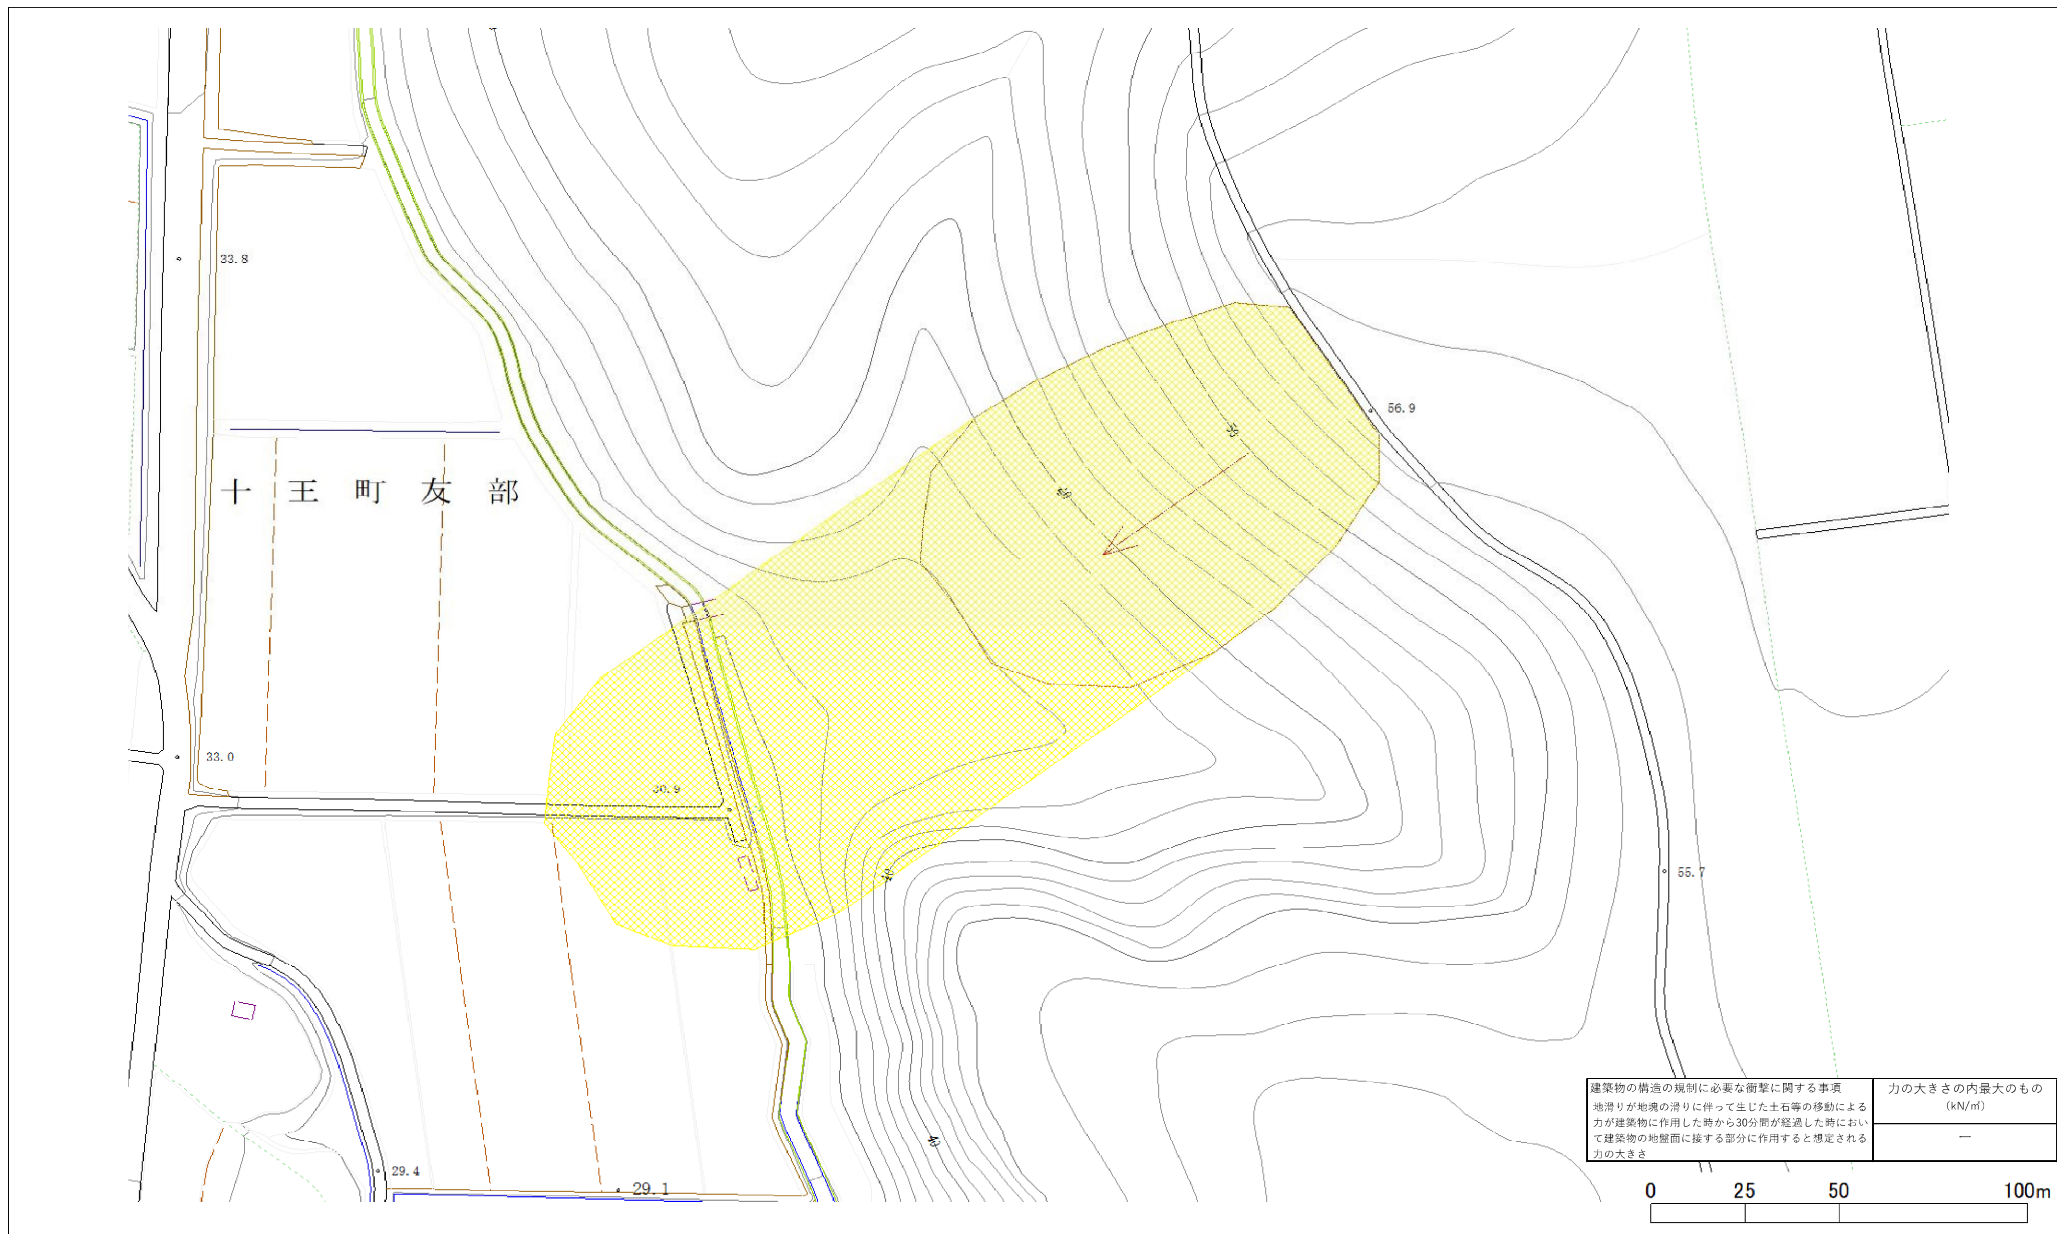 33.8
56.9
55
50
十王町友部
33.0
30.9
40
55.7
建築物の構造の規制に必要な衝撃に関する事項
力の大きさの内最大のもの
(kN/㎡)
地滑りが地塊の滑りに伴って生じた土石等の移動による
力が建築物に作用した時から30分間が経過した時におい
て建築物の地盤面に接する部分に作用すると想定される
力の大きさ
―
40
29.4
29.1
0 25 50 100m